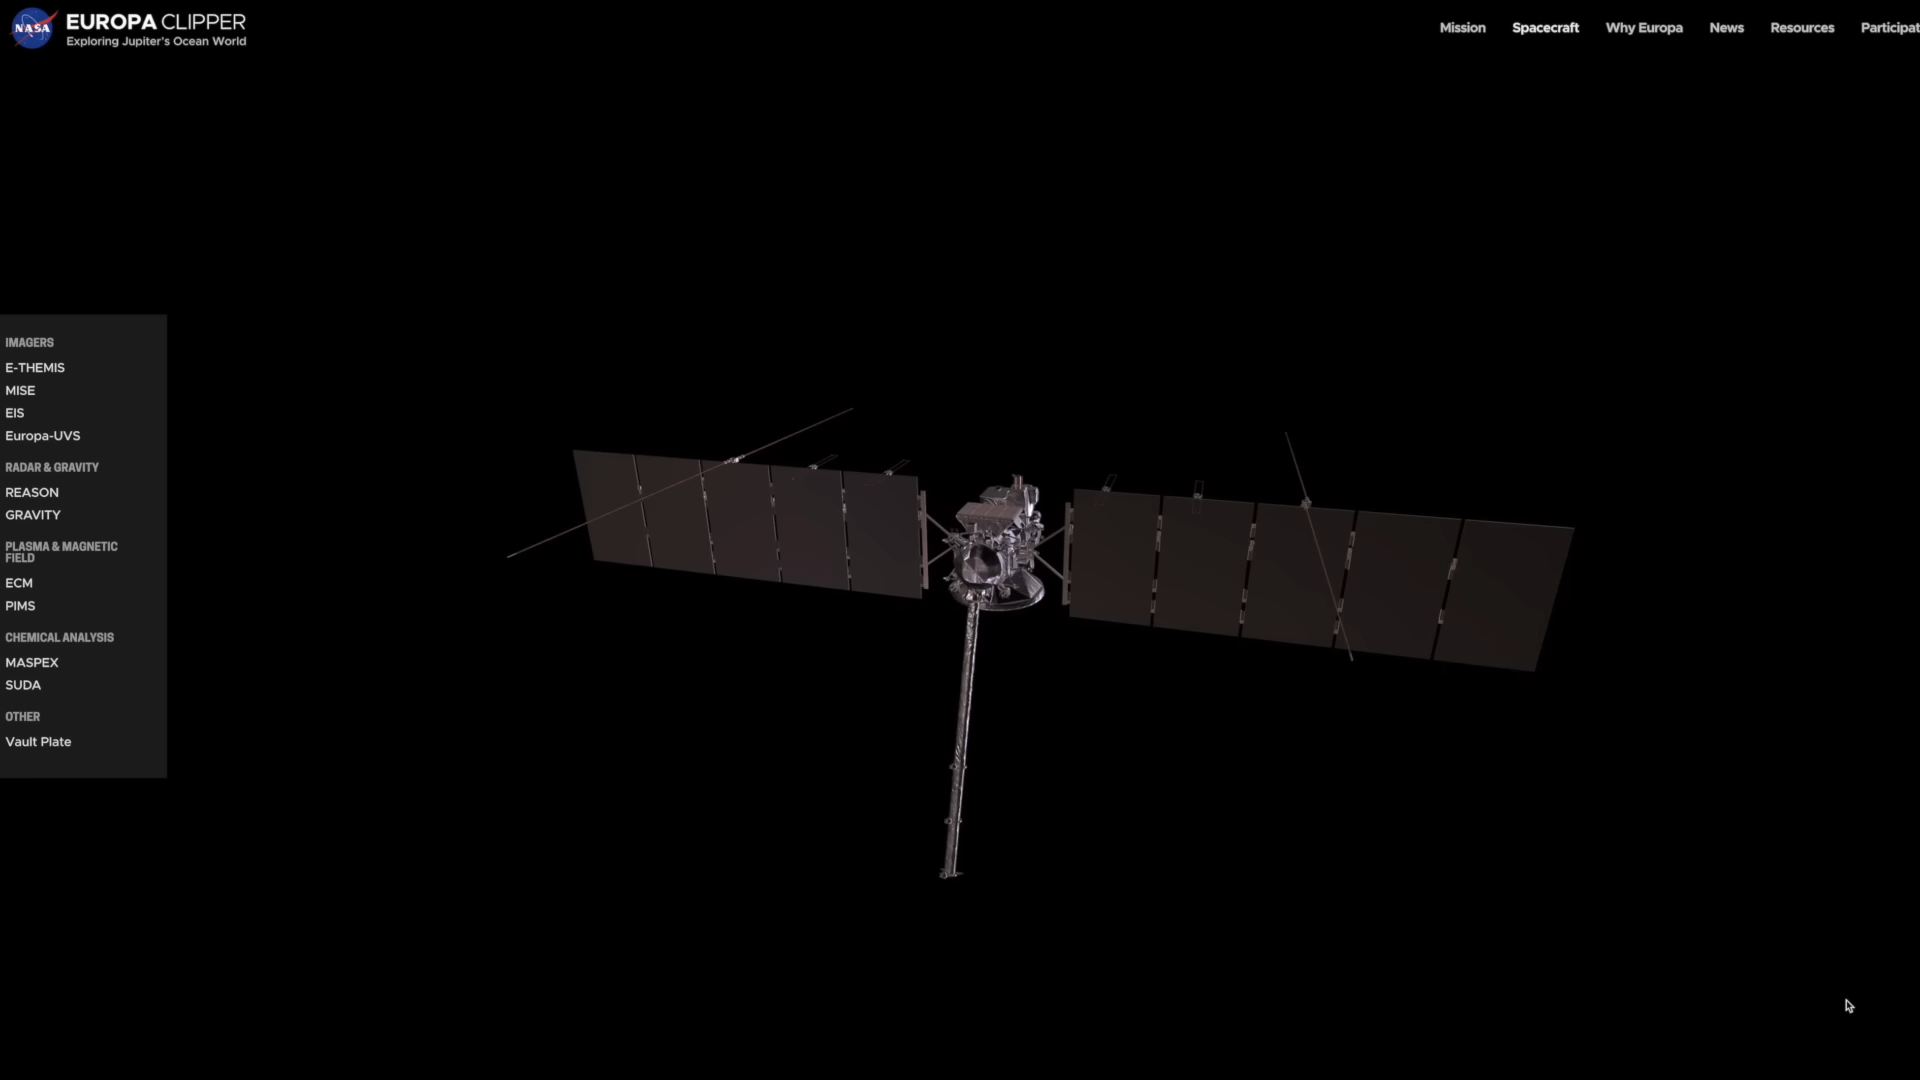 NASA
EUROPA CLIPPER
Exploring Jupiter's Ocean World
Mission Spacecraft Why Europa News Resources Participat
IMAGERS
E-THEMIS
MISE
EIS
Europa-UVS
RADAR & GRAVITY
REASON
GRAVITY
PLASMA & MAGNETIC
FIELD
ECM
PIMS
CHEMICAL ANALYSIS
MASPEX
SUDA
OTHER
Vault Plate